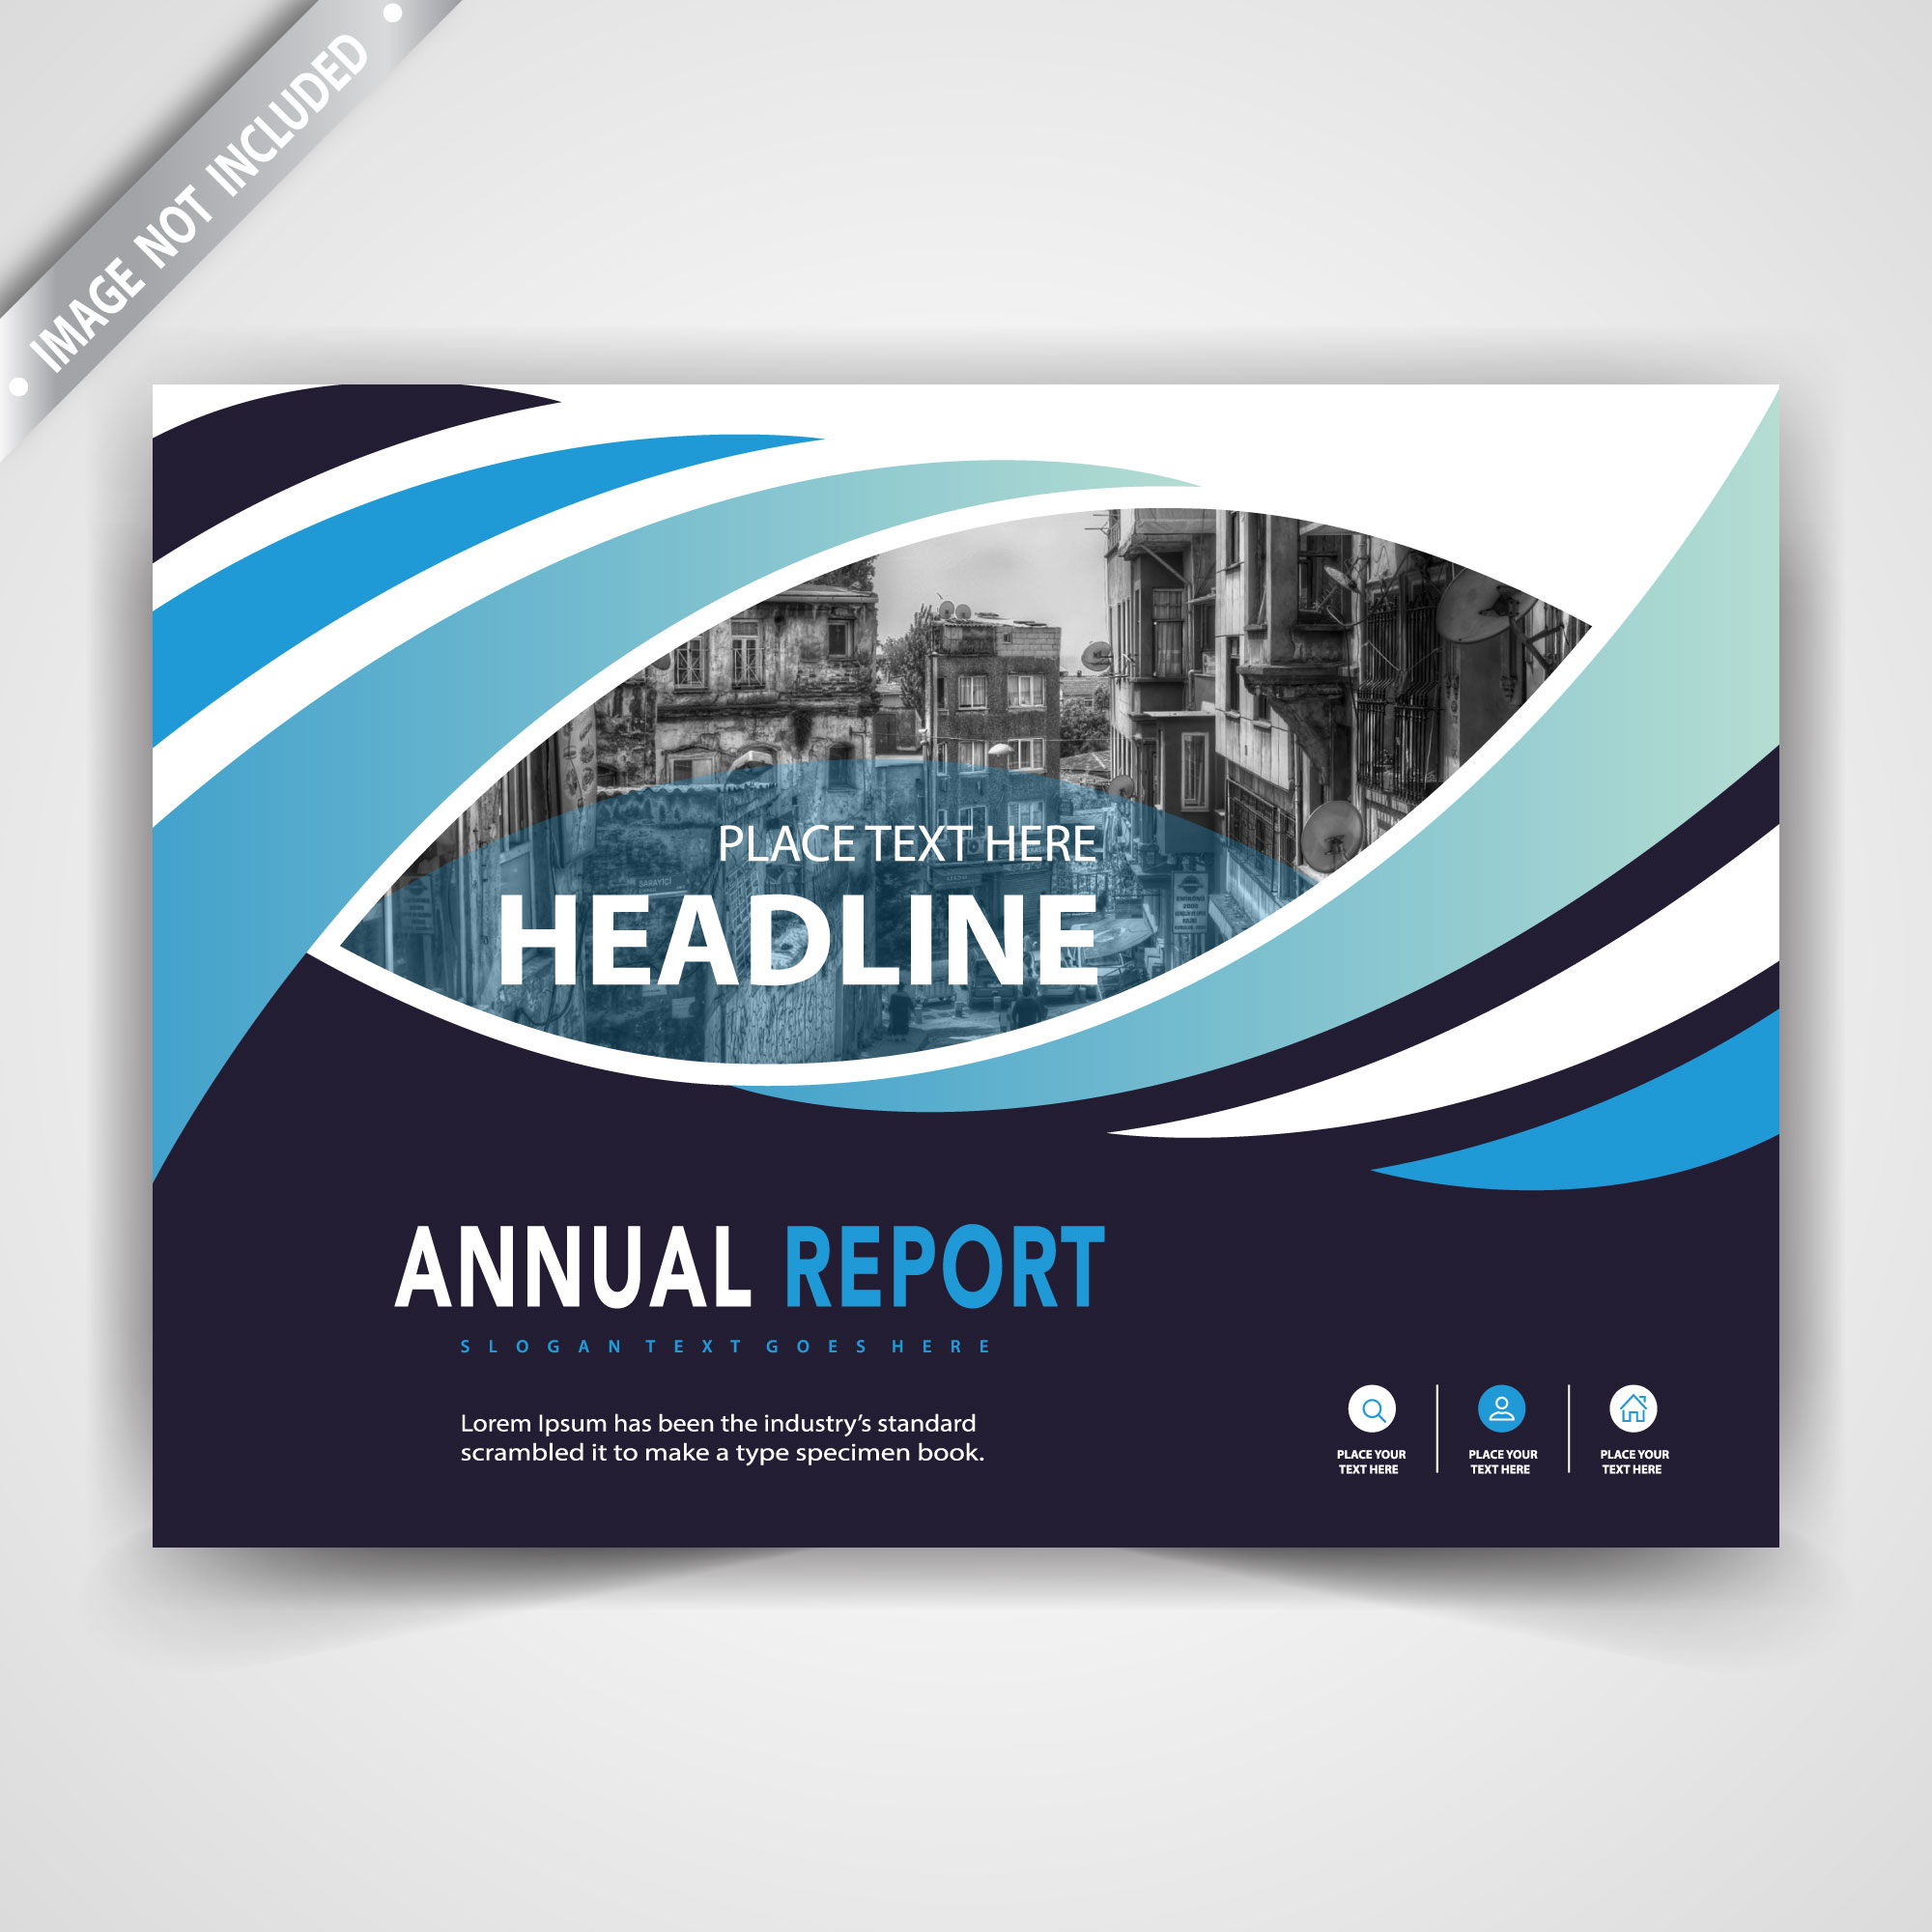 IMAGE NOT INCLUDED
PLACE TEXT HERE
HEADLINE
ANNUAL REPORT
SLOGAN TEXT GOES HERE
Lorem Ipsum has been the industry’s standard
scrambled it to make a type specimen book.
PLACE YOUR
TEXT HERE
PLACE YOUR
TEXT HERE
PLACE YOUR
TEXT HERE